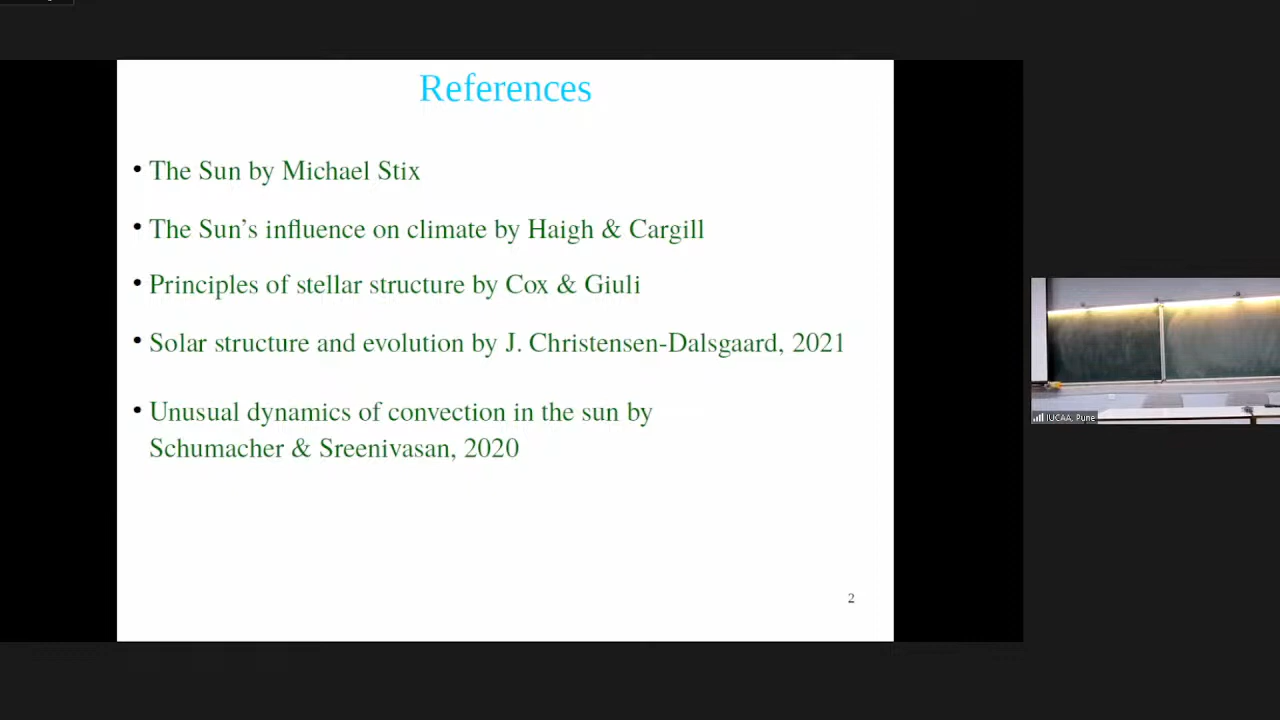 References
• The Sun by Michael Stix
• The Sun’s influence on climate by Haigh & Cargill
• Principles of stellar structure by Cox & Giuli
• Solar structure and evolution by J. Christensen-Dalsgaard, 2021
• Unusual dynamics of convection in the sun by
Schumacher & Sreenivasan, 2020
2
IUCAA, Pune